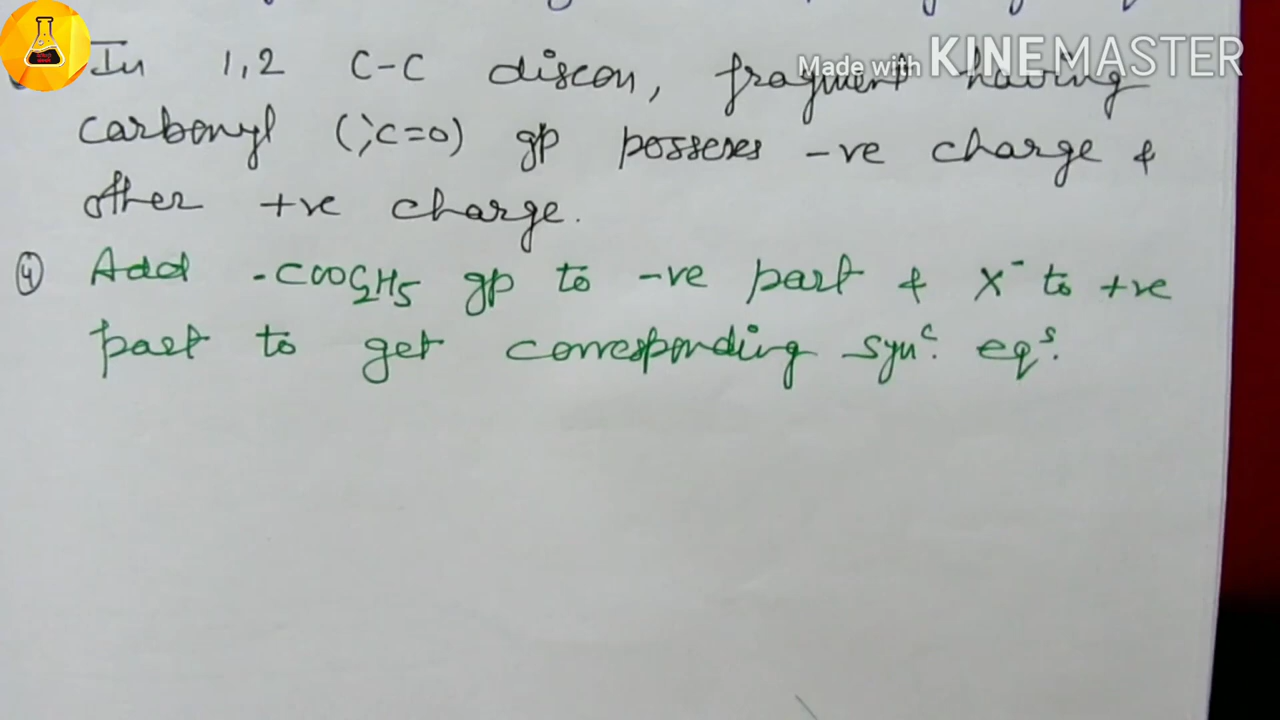 Made with KINEMASTER
In 1,2 C-C discon, fragment having
carbonyl (>C=O) gp possesses -ve charge &
other +ve charge.
④ Add -COOC2H5 gp to -ve part & X⁻ to +ve
part to get corresponding synᶜ. eqˢ.